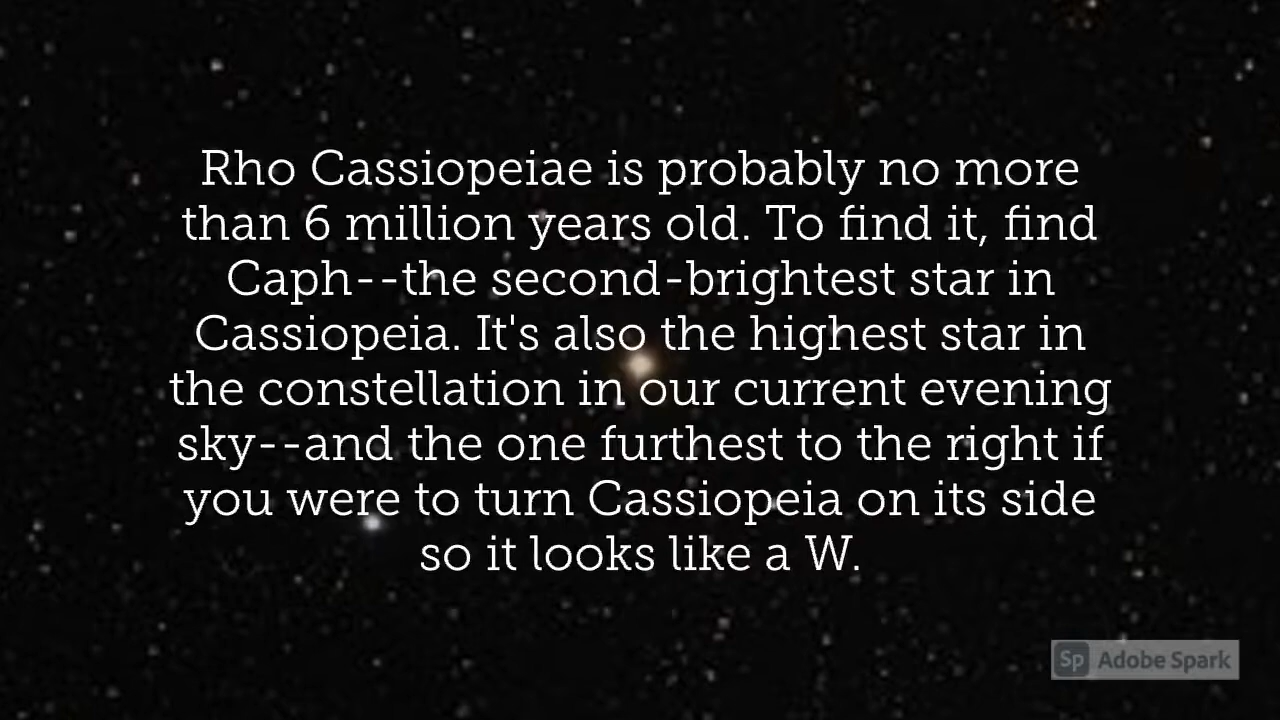 Rho Cassiopeiae is probably no more
than 6 million years old. To find it, find
Caph--the second-brightest star in
Cassiopeia. It's also the highest star in
the constellation in our current evening
sky--and the one furthest to the right if
you were to turn Cassiopeia on its side
so it looks like a W.
Sp Adobe Spark